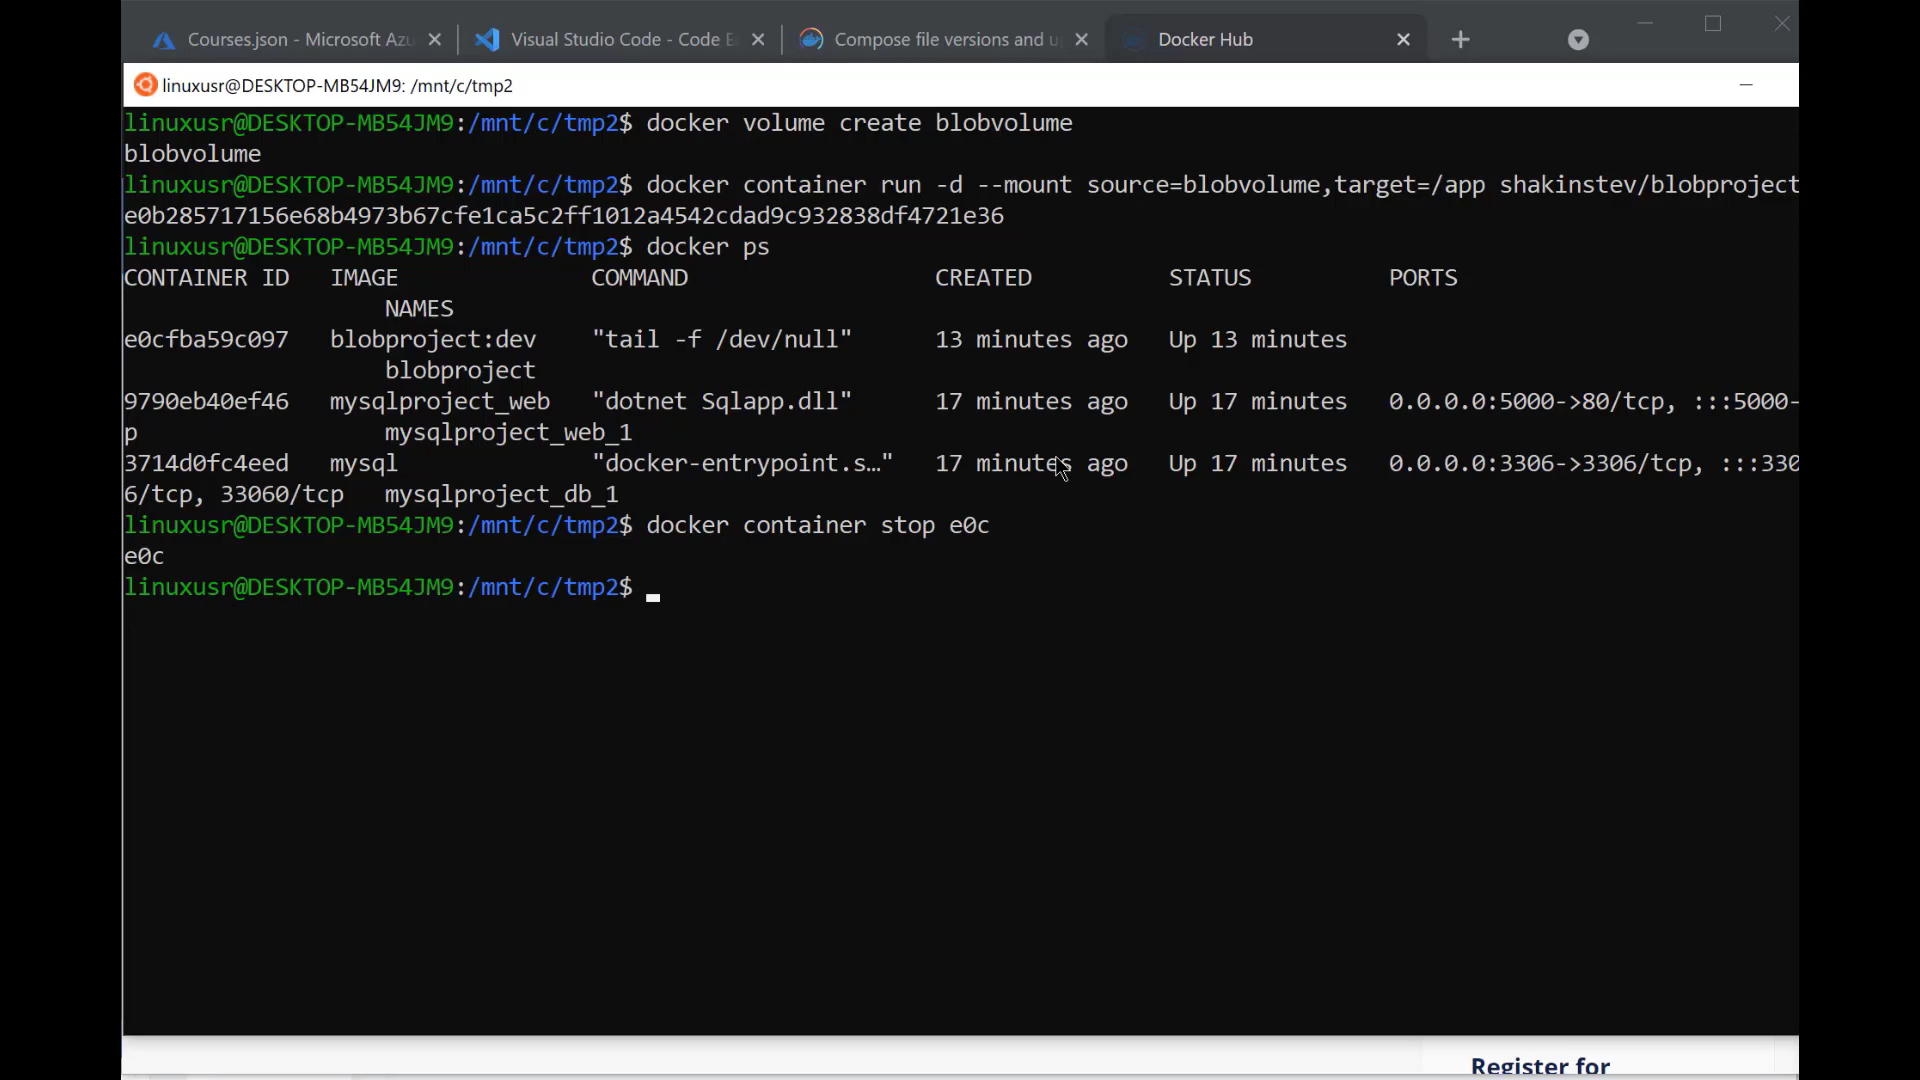 Courses.json - Microsoft Azu
Visual Studio Code - Code E
Compose file versions and u
Docker Hub
linuxusr@DESKTOP-MB54JM9: /mnt/c/tmp2
linuxusr@DESKTOP-MB54JM9:/mnt/c/tmp2$ docker volume create blobvolume
blobvolume
linuxusr@DESKTOP-MB54JM9:/mnt/c/tmp2$ docker container run -d --mount source=blobvolume,target=/app shakinstev/blobproject
e0b285717156e68b4973b67cfe1ca5c2ff1012a4542cdad9c932838df4721e36
linuxusr@DESKTOP-MB54JM9:/mnt/c/tmp2$ docker ps
CONTAINER ID   IMAGE              COMMAND                  CREATED          STATUS          PORTS
                   NAMES
e0cfba59c097   blobproject:dev    "tail -f /dev/null"      13 minutes ago   Up 13 minutes
                   blobproject
9790eb40ef46   mysqlproject_web   "dotnet Sqlapp.dll"      17 minutes ago   Up 17 minutes   0.0.0.0:5000->80/tcp, :::5000-
p                  mysqlproject_web_1
3714d0fc4eed   mysql              "docker-entrypoint.s…"   17 minutes ago   Up 17 minutes   0.0.0.0:3306->3306/tcp, :::330
6/tcp, 33060/tcp   mysqlproject_db_1
linuxusr@DESKTOP-MB54JM9:/mnt/c/tmp2$ docker container stop e0c
e0c
linuxusr@DESKTOP-MB54JM9:/mnt/c/tmp2$
Register for